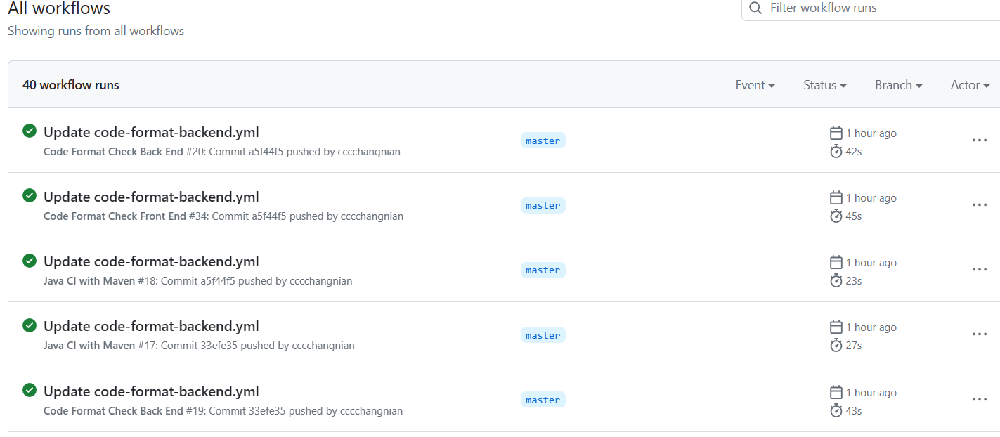 All workflows
Filter workflow runs
Showing runs from all workflows
40 workflow runs
Event
Status
Branch
Actor
Update code-format-backend.yml
Code Format Check Back End #20: Commit a5f44f5 pushed by cccchangnian
master
1 hour ago
42s
Update code-format-backend.yml
Code Format Check Front End #34: Commit a5f44f5 pushed by cccchangnian
master
1 hour ago
45s
Update code-format-backend.yml
Java CI with Maven #18: Commit a5f44f5 pushed by cccchangnian
master
1 hour ago
23s
Update code-format-backend.yml
Java CI with Maven #17: Commit 33efe35 pushed by cccchangnian
master
1 hour ago
27s
Update code-format-backend.yml
Code Format Check Back End #19: Commit 33efe35 pushed by cccchangnian
master
1 hour ago
43s